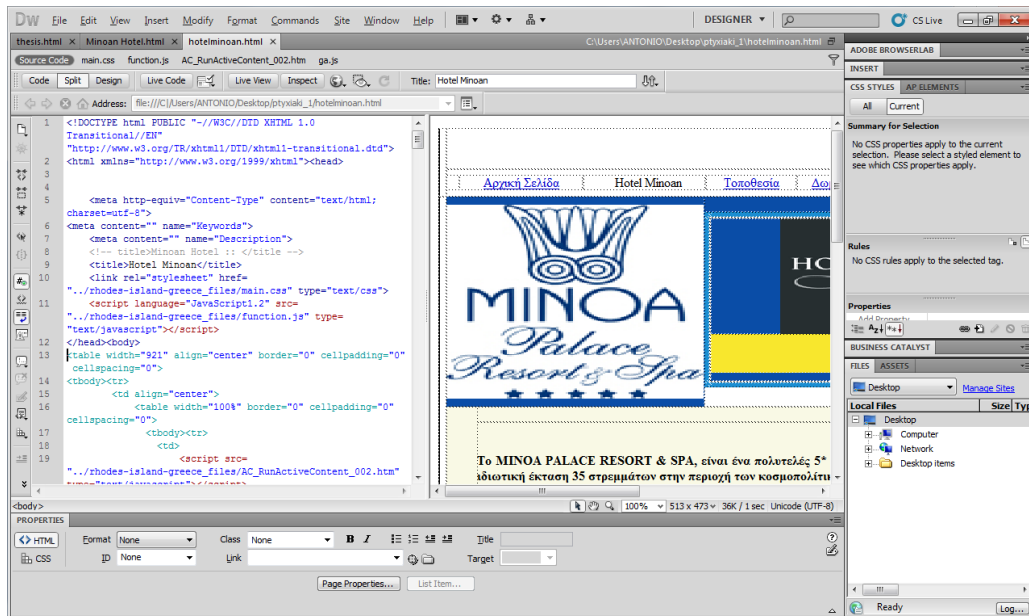 DW File Edit View Insert Modify Format Commands Site Window Help DESIGNER CS Live
thesis.html × Minoan Hotel.html × hotelminoan.html × C:\Users\ANTONIO\Desktop\ptyxiaki_1\hotelminoan.html
Source Code main.css function.js AC_RunActiveContent_002.htm ga.js
Code Split Design Live Code Live View Inspect Title: Hotel Minoan
Address: file:///C|/Users/ANTONIO/Desktop/ptyxiaki_1/hotelminoan.html
1 <!DOCTYPE html PUBLIC "-//W3C//DTD XHTML 1.0
Transitional//EN"
"http://www.w3.org/TR/xhtml1/DTD/xhtml1-transitional.dtd">
2 <html xmlns="http://www.w3.org/1999/xhtml"><head>
3
4
5 <meta http-equiv="Content-Type" content="text/html;
charset=utf-8">
6 <meta content="" name="Keywords">
7 <meta content="" name="Description">
8 <!-- title>Minoan Hotel :: </title -->
9 <title>Hotel Minoan</title>
10 <link rel="stylesheet" href=
"../rhodes-island-greece_files/main.css" type="text/css">
11 <script language="JavaScript1.2" src=
"../rhodes-island-greece_files/function.js" type=
"text/javascript"></script>
12 </head><body>
13 <table width="921" align="center" border="0" cellpadding="0"
cellspacing="0">
14 <tbody><tr>
15 <td align="center">
16 <table width="100%" border="0" cellpadding="0"
cellspacing="0">
17 <tbody><tr>
18 <td>
19 <script src=
"../rhodes-island-greece_files/AC_RunActiveContent_002.htm"
type="text/javascript"></script>
Αρχική Σελίδα Hotel Minoan Τοποθεσία Δω
MINOA
Palace
Resort & Spa
HO
Το MINOA PALACE RESORT & SPA, είναι ένα πολυτελές 5*
ιδιωτική έκταση 35 στρεμμάτων στην περιοχή των κοσμοπολίτι
<body> 100% 513 x 473 36K / 1 sec Unicode (UTF-8)
PROPERTIES
HTML Format None Class None B I Title
CSS ID None Link Target
Page Properties... List Item...
ADOBE BROWSERLAB
INSERT
CSS STYLES AP ELEMENTS
All Current
Summary for Selection
No CSS properties apply to the current
selection. Please select a styled element to
see which CSS properties apply.
Rules
No CSS rules apply to the selected tag.
Properties
Add Property
BUSINESS CATALYST
FILES ASSETS
Desktop Manage Sites
Local Files Size Typ
Desktop
Computer
Network
Desktop items
Ready Log...